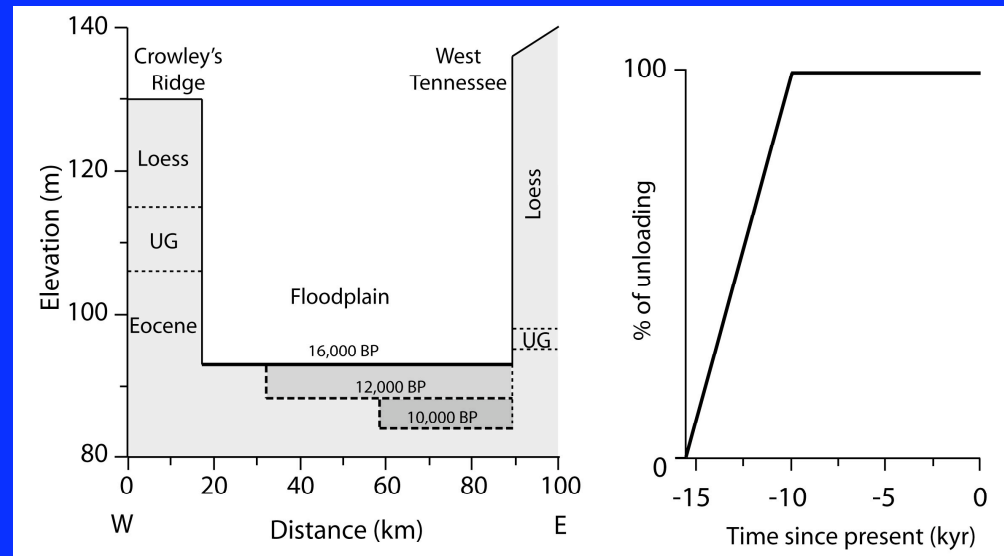 140
120
100
80
Elevation (m)
Crowley's
Ridge
Loess
UG
Eocene
Floodplain
16,000 BP
12,000 BP
10,000 BP
West
Tennessee
Loess
UG
0 20 40 60 80 100
W Distance (km) E
100
0
% of unloading
-15 -10 -5 0
Time since present (kyr)